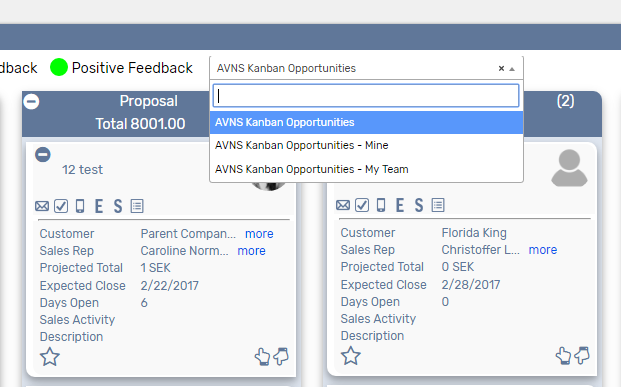 dback
Positive Feedback
AVNS Kanban Opportunities
×
Proposal
Total 8001.00
(2)
AVNS Kanban Opportunities
AVNS Kanban Opportunities - Mine
AVNS Kanban Opportunities - My Team
12 test
E S
Customer Parent Compan... more
Sales Rep Caroline Norm... more
Projected Total 1 SEK
Expected Close 2/22/2017
Days Open 6
Sales Activity
Description
E S
Customer Florida King
Sales Rep Christoffer L... more
Projected Total 0 SEK
Expected Close 2/28/2017
Days Open 0
Sales Activity
Description